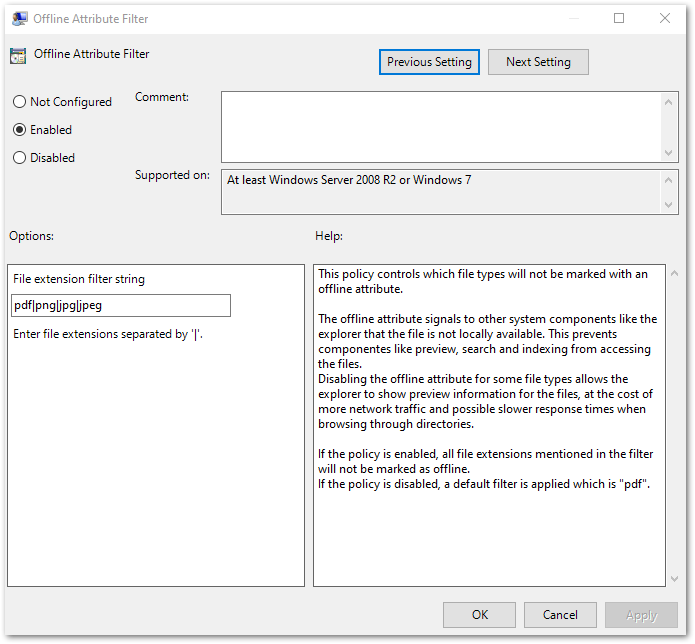 Offline Attribute Filter
Offline Attribute Filter
Previous Setting
Next Setting
Not Configured
Enabled
Disabled
Comment:
Supported on:
At least Windows Server 2008 R2 or Windows 7
Options:
Help:
File extension filter string
pdf|png|jpg|jpeg
Enter file extensions separated by '|'.
This policy controls which file types will not be marked with an
offline attribute.
The offline attribute signals to other system components like the
explorer that the file is not locally available. This prevents
componentes like preview, search and indexing from accessing
the files.
Disabling the offline attribute for some file types allows the
explorer to show preview information for the files, at the cost of
more network traffic and possible slower response times when
browsing through directories.
If the policy is enabled, all file extensions mentioned in the filter
will not be marked as offline.
If the policy is disabled, a default filter is applied which is "pdf".
OK
Cancel
Apply